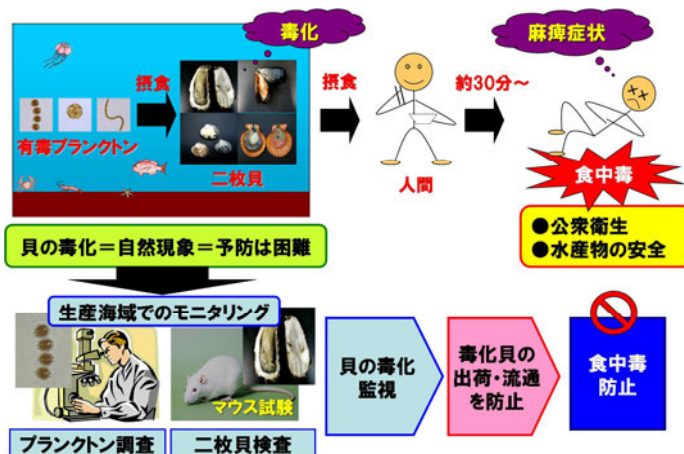 毒化
麻痺症状
摂食
摂食
約30分～
有毒プランクトン
二枚貝
人間
食中毒
●公衆衛生
●水産物の安全
貝の毒化＝自然現象＝予防は困難
生産海域でのモニタリング
マウス試験
プランクトン調査
二枚貝検査
貝の毒化
監視
毒化貝の
出荷・流通
を防止
食中毒
防止